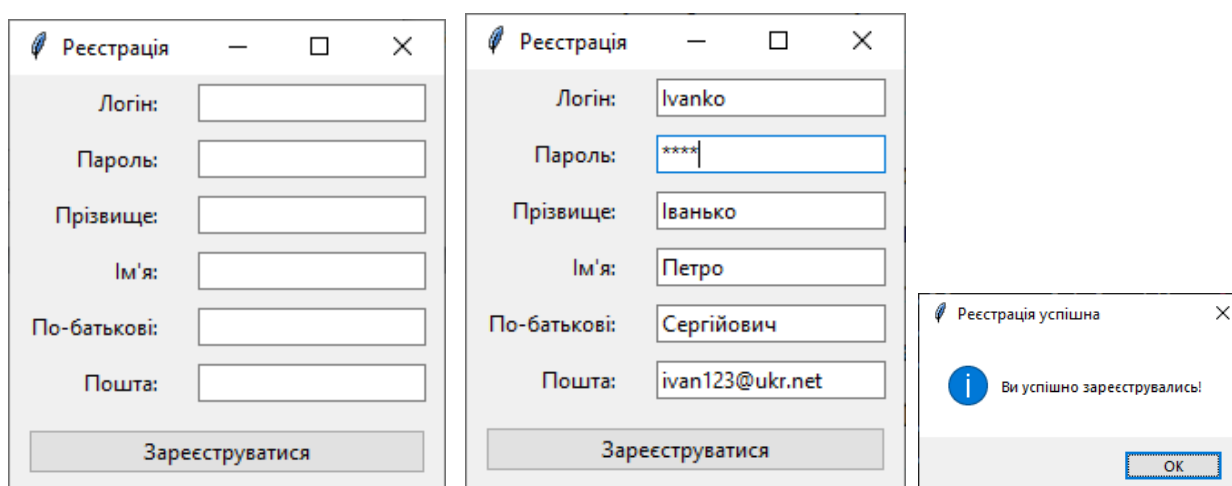 Реєстрація
Логін:
Пароль:
Прізвище:
Ім'я:
По-батькові:
Пошта:
Зареєструватися
Реєстрація
Логін: Ivanko
Пароль: ****
Прізвище: Іванько
Ім'я: Петро
По-батькові: Сергійович
Пошта: ivan123@ukr.net
Зареєструватися
Реєстрація успішна
Ви успішно зареєструвались!
OK